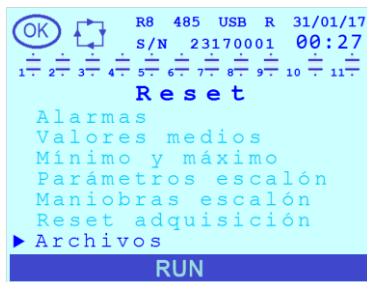 OK R8 485 USB R 31/01/17
S/N 23170001 00:27
1 2 3 4 5 6 7 8 9 10 11
Reset
Alarmas
Valores medios
Mínimo y máximo
Parámetros escalón
Maniobras escalón
Reset adquisición
Archivos
RUN